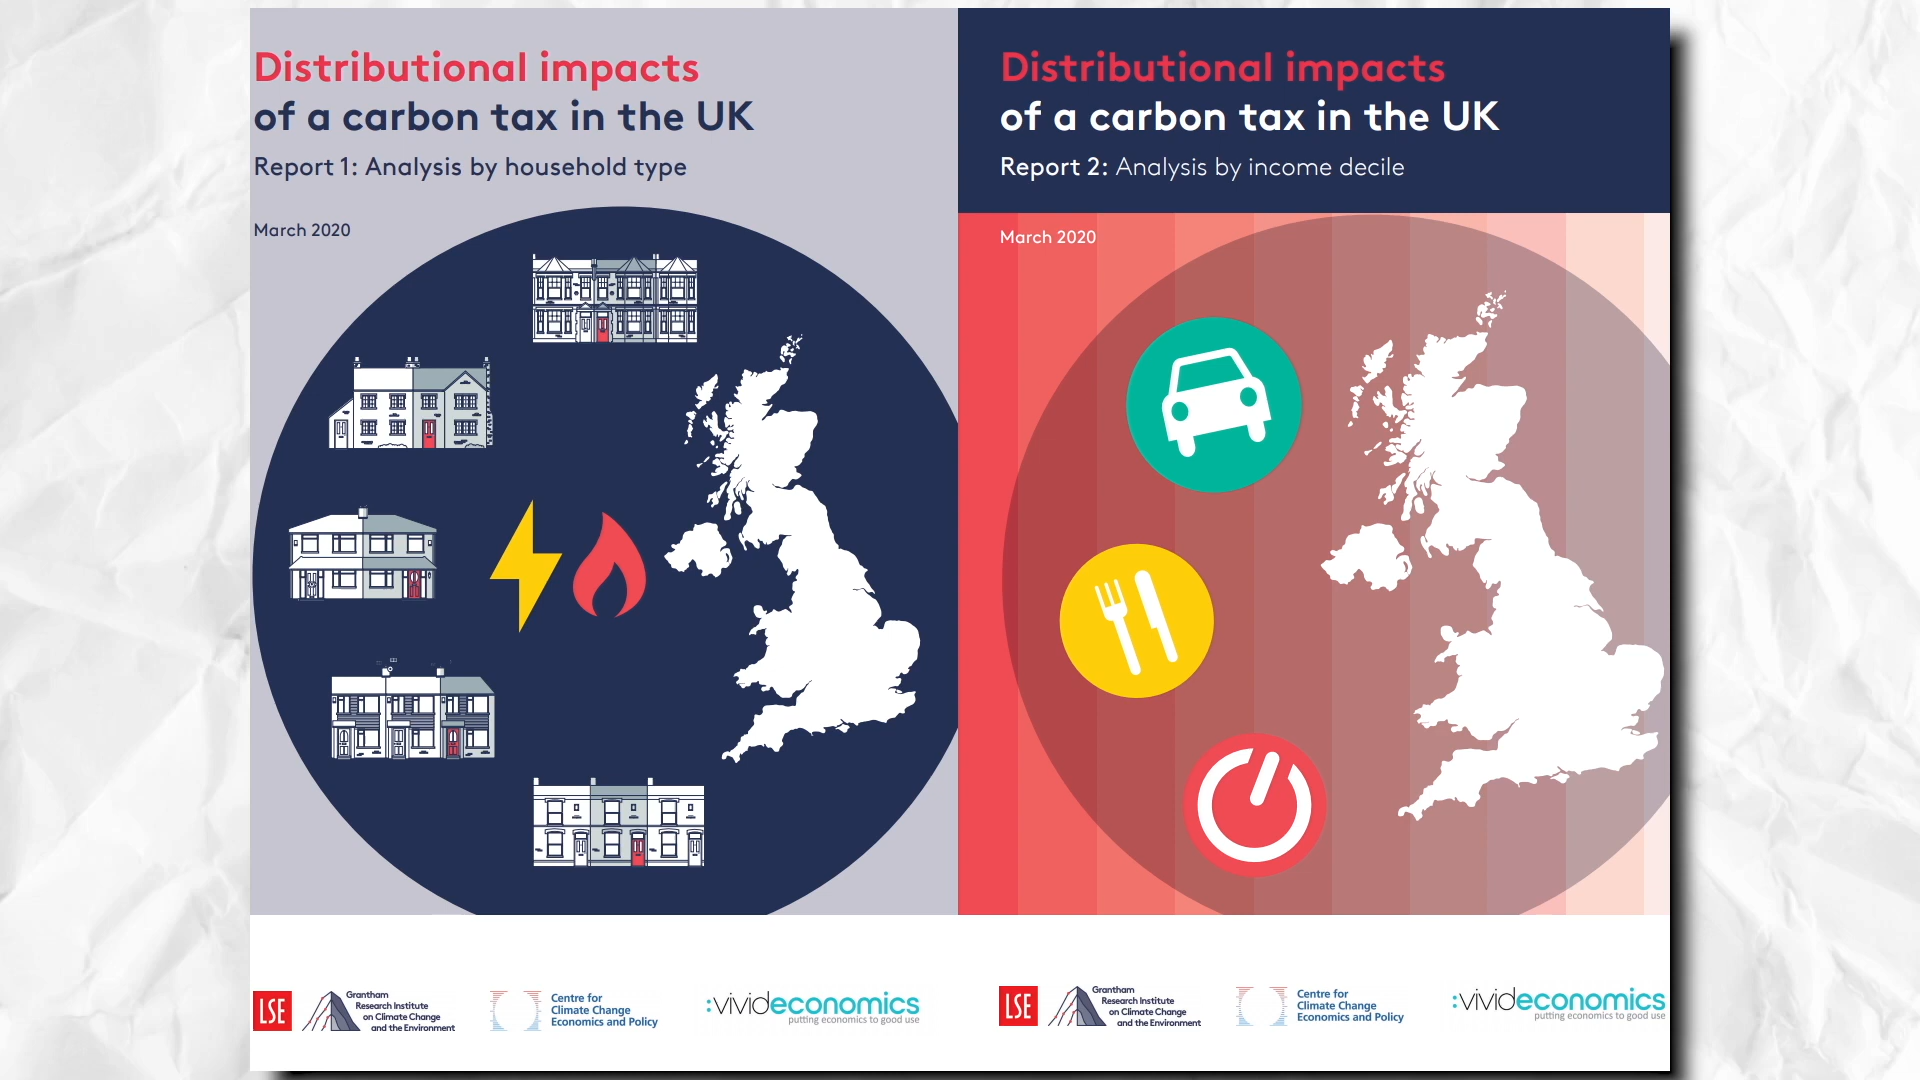 Distributional impacts
of a carbon tax in the UK
Report 1: Analysis by household type
March 2020
LSE
Grantham
Research Institute
on Climate Change
and the Environment
Centre for
Climate Change
Economics and Policy
:vivideconomics
putting economics to good use
Distributional impacts
of a carbon tax in the UK
Report 2: Analysis by income decile
March 2020
LSE
Grantham
Research Institute
on Climate Change
and the Environment
Centre for
Climate Change
Economics and Policy
:vivideconomics
putting economics to good use